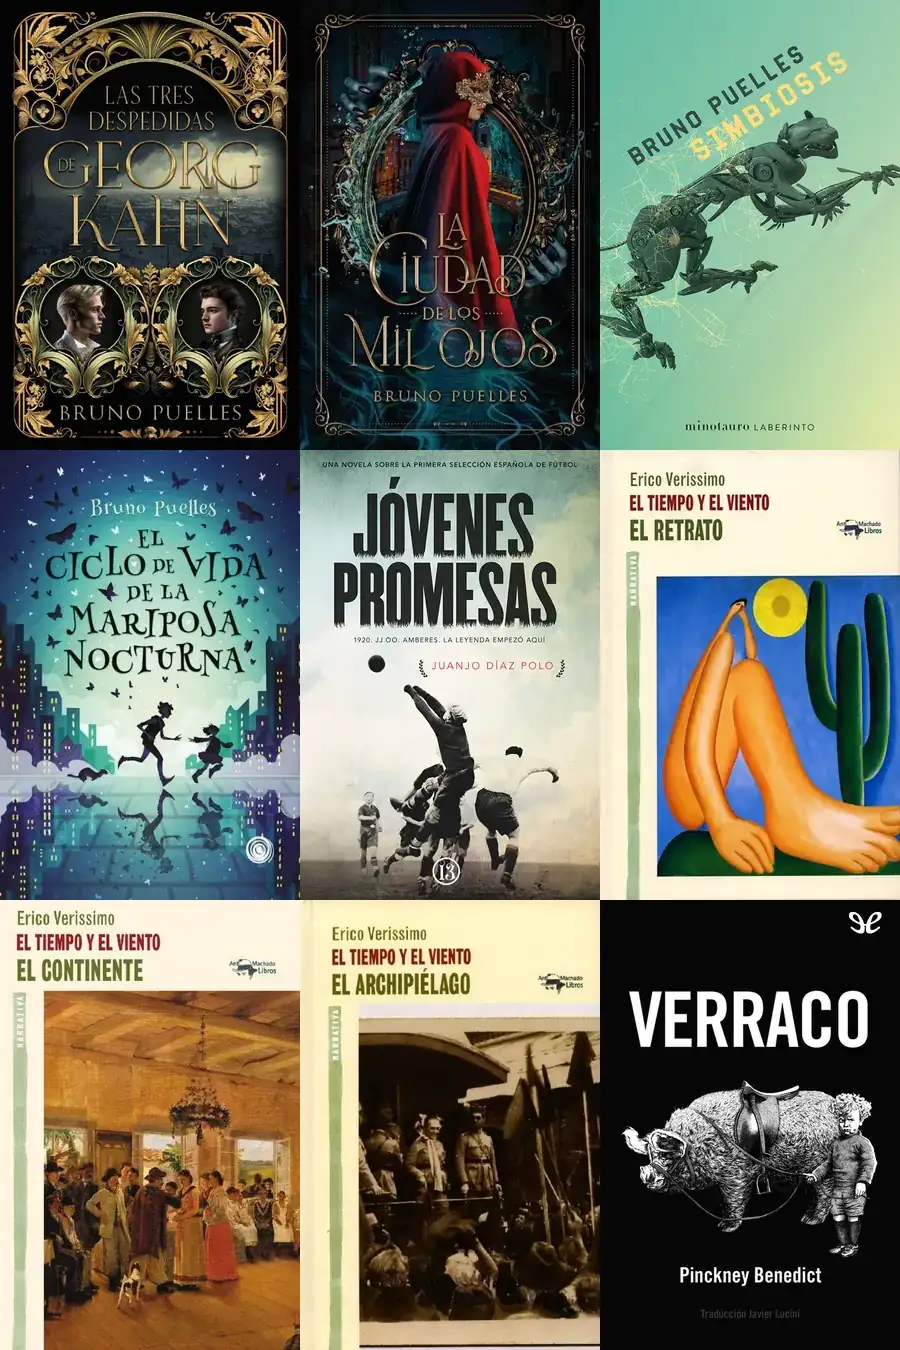 LAS TRES
DESPEDIDAS
DE GEORG
KAHN
BRUNO PUELLES
LA
CIUDAD
DE LOS
MIL OJOS
BRUNO PUELLES
BRUNO PUELLES
SIMBIOSIS
minotauro LABERINTO
Bruno Puelles
EL
CICLO DE VIDA
DE LA
MARIPOSA
NOCTURNA
UNA NOVELA SOBRE LA PRIMERA SELECCIÓN ESPAÑOLA DE FÚTBOL
JÓVENES
PROMESAS
1920. JJ.OO. AMBERES. LA LEYENDA EMPEZÓ AQUÍ
JUANJO DÍAZ POLO
13
Erico Verissimo
EL TIEMPO Y EL VIENTO
EL RETRATO
Machado
Libros
NARRATIVA
Erico Verissimo
EL TIEMPO Y EL VIENTO
EL CONTINENTE
Machado
Libros
NARRATIVA
Erico Verissimo
EL TIEMPO Y EL VIENTO
EL ARCHIPIÉLAGO
Machado
Libros
NARRATIVA
VERRACO
Pinckney Benedict
Traducción Javier Lucini